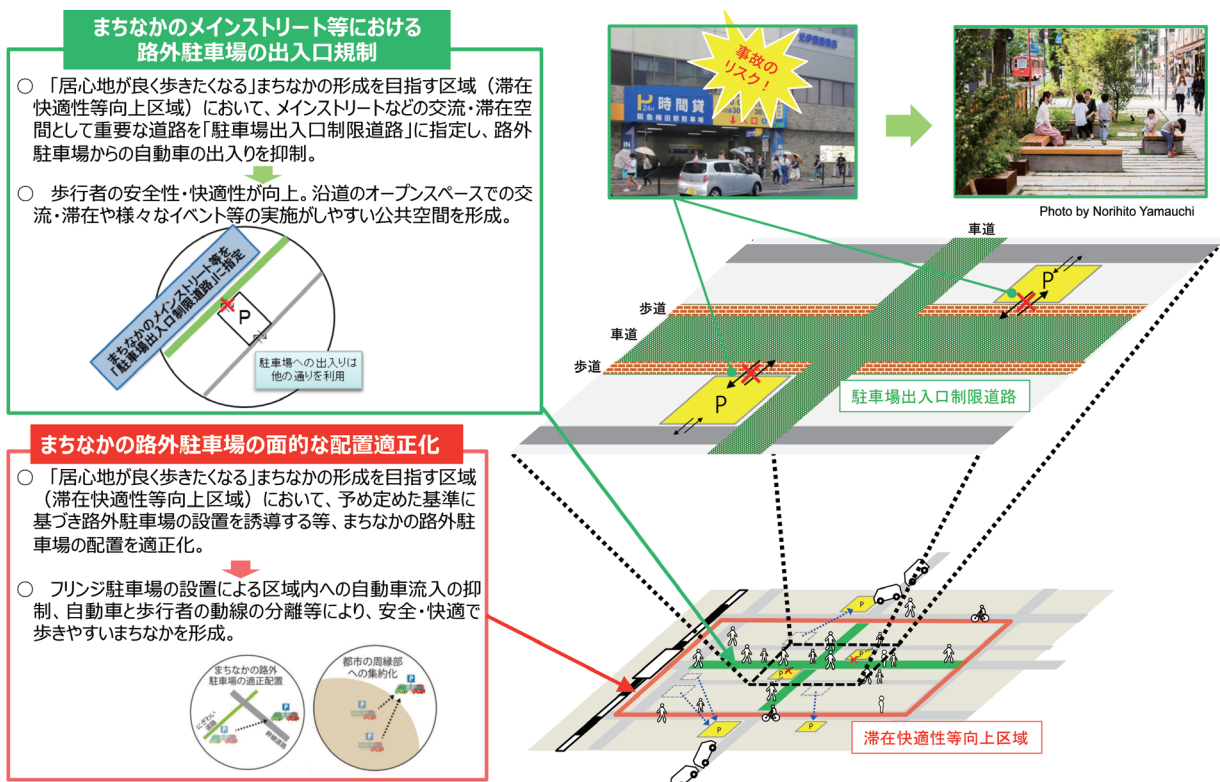 まちなかのメインストリート等における
路外駐車場の出入口規制
○ 「居心地が良く歩きたくなる」まちなかの形成を目指す区域（滞在
快適性等向上区域）において、メインストリートなどの交流・滞在空
間として重要な道路を「駐車場出入口制限道路」に指定し、路外
駐車場からの自動車の出入りを抑制。
○ 歩行者の安全性・快適性が向上。沿道のオープンスペースでの交
流・滞在や様々なイベント等の実施がしやすい公共空間を形成。
まちなかのメインストリート等を
「駐車場出入口制限道路」に指定
P
駐車場への出入りは
他の通りを利用
まちなかの路外駐車場の面的な配置適正化
○ 「居心地が良く歩きたくなる」まちなかの形成を目指す区域
（滞在快適性等向上区域）において、予め定めた基準に
基づき路外駐車場の設置を誘導する等、まちなかの路外駐
車場の配置を適正化。
○ フリンジ駐車場の設置による区域内への自動車流入の抑
制、自動車と歩行者の動線の分離等により、安全・快適で
歩きやすいまちなかを形成。
まちなかの路外
駐車場の適正配置
P
P
にぎわい
道路
幹線道路
都市の周縁部
への集約化
P
P
P
事故の
リスク！
P
24H
時間貸
阪急梅田駅駐車場
IN
Photo by Norihito Yamauchi
車道
P
歩道
車道
歩道
P
駐車場出入口制限道路
P
P
P
P
P
滞在快適性等向上区域